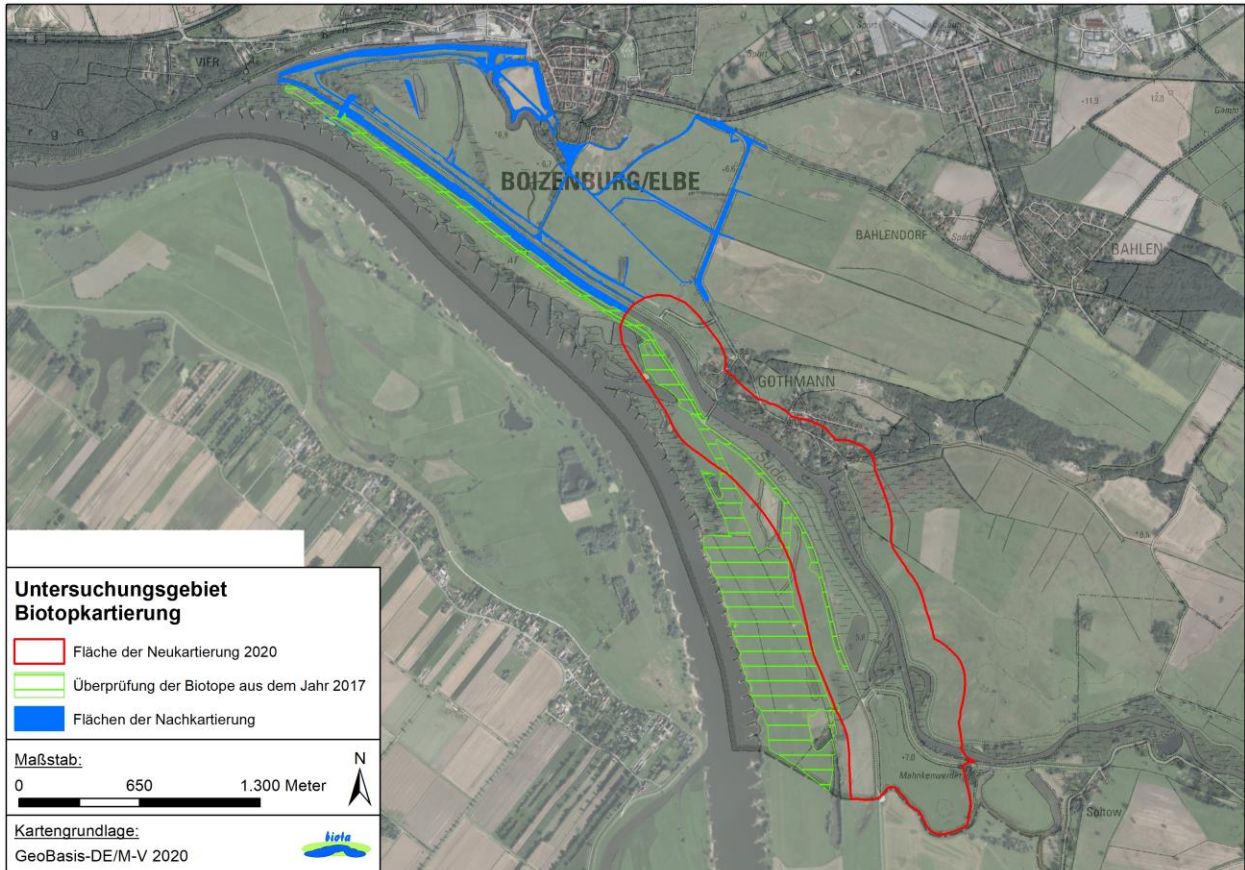 VIER
BOIZENBURG/ELBE
BAHLENDORF
BAHLEN
GOTHMANN
Sude
Mahnkenwerder
Soltow
Untersuchungsgebiet
Biotopkartierung
Fläche der Neukartierung 2020
Überprüfung der Biotope aus dem Jahr 2017
Flächen der Nachkartierung
Maßstab:
0 650 1.300 Meter
N
Kartengrundlage:
GeoBasis-DE/M-V 2020
biota